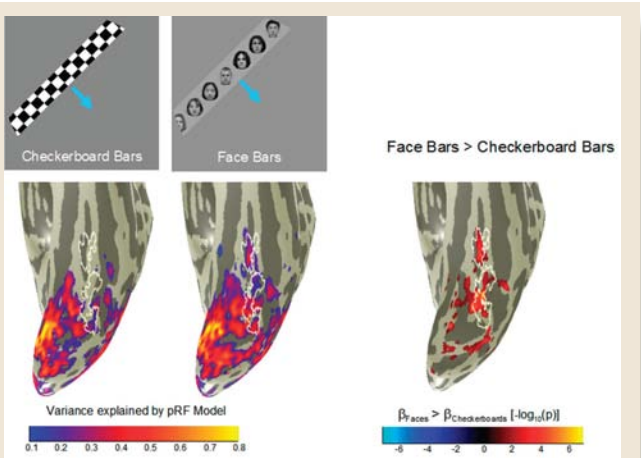 Checkerboard Bars
Face Bars
Face Bars > Checkerboard Bars
Variance explained by pRF Model
0.1 0.2 0.3 0.4 0.5 0.6 0.7 0.8
βFaces > βCheckerboards [-log10(p)]
-6 -4 -2 0 2 4 6